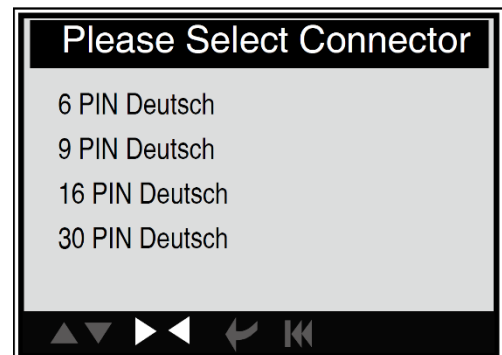 Please Select Connector
6 PIN Deutsch
9 PIN Deutsch
16 PIN Deutsch
30 PIN Deutsch